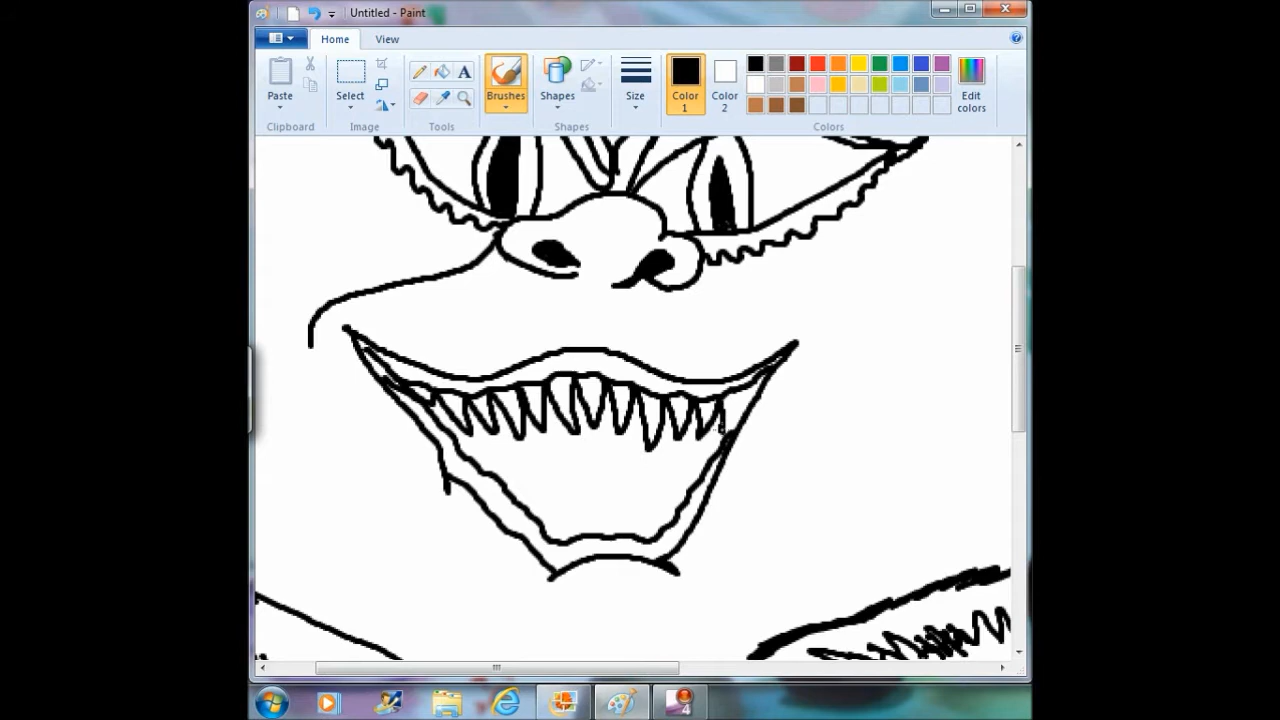 Untitled - Paint
Home View
Paste Select Brushes Shapes Size Color 1 Color 2 Edit colors
Clipboard Image Tools Shapes Colors
A
4